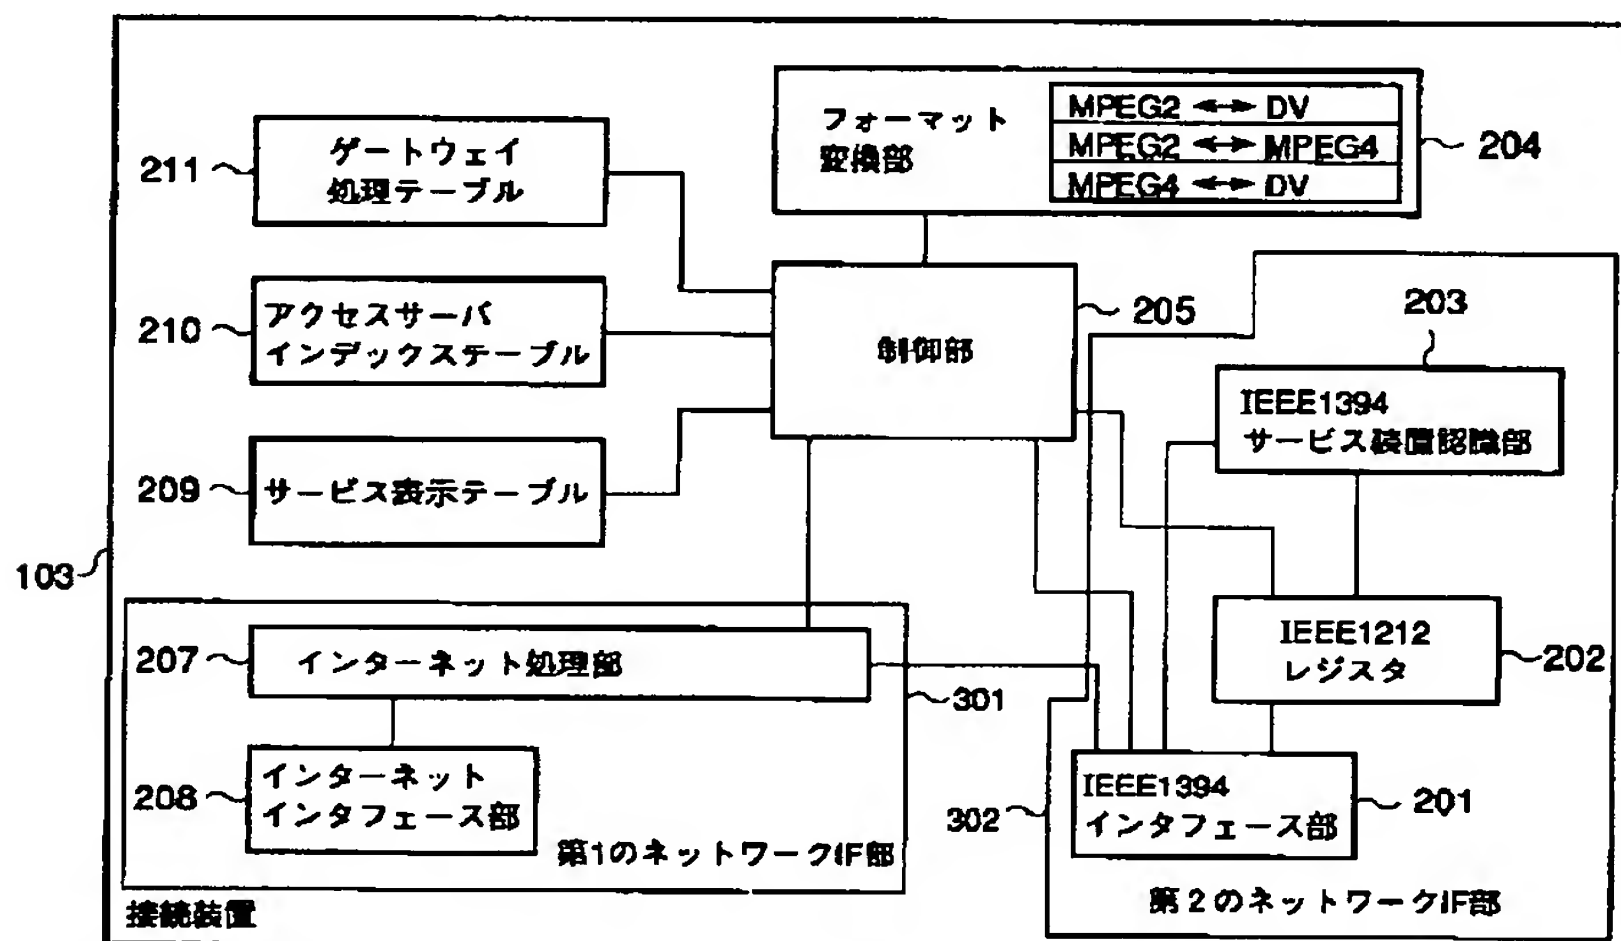 フォーマット
変換部
MPEG2 ↔ DV
MPEG2 ↔ MPEG4
MPEG4 ↔ DV
204
211
ゲートウェイ
処理テーブル
210
アクセスサーバ
インデックステーブル
制御部
205
203
IEEE1394
サービス装置認識部
209
サービス表示テーブル
103
IEEE1212
レジスタ
202
207
インターネット処理部
301
208
インターネット
インタフェース部
302
IEEE1394
インタフェース部
201
第1のネットワークIF部
第2のネットワークIF部
接続装置